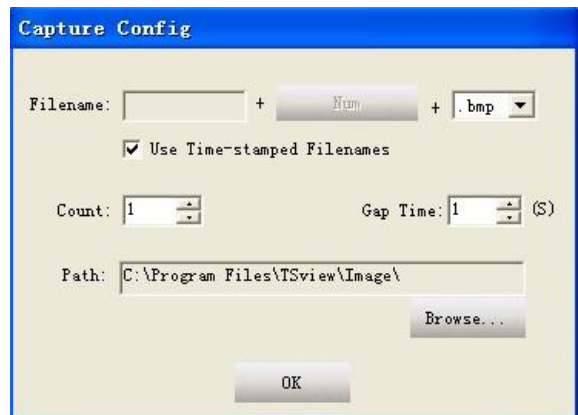 Capture Config
Filename: + Num + .bmp
Use Time-stamped Filenames
Count: 1 Gap Time: 1 (S)
Path: C:\Program Files\TSview\Image\
Browse...
OK